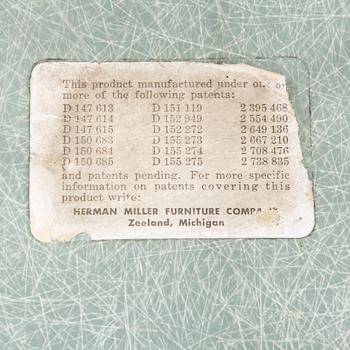 This product manufactured under one or
more of the following patents:
D 147 613 D 151 119 2 395 468
D 147 614 D 152 949 2 554 490
D 147 615 D 152 272 2 649 136
D 150 683 D 155 273 2 667 210
D 150 684 D 155 274 2 708 476
D 150 685 D 155 275 2 738 835
and patents pending. For more specific
information on patents covering this
product write:
HERMAN MILLER FURNITURE COMPA
Zeeland, Michigan